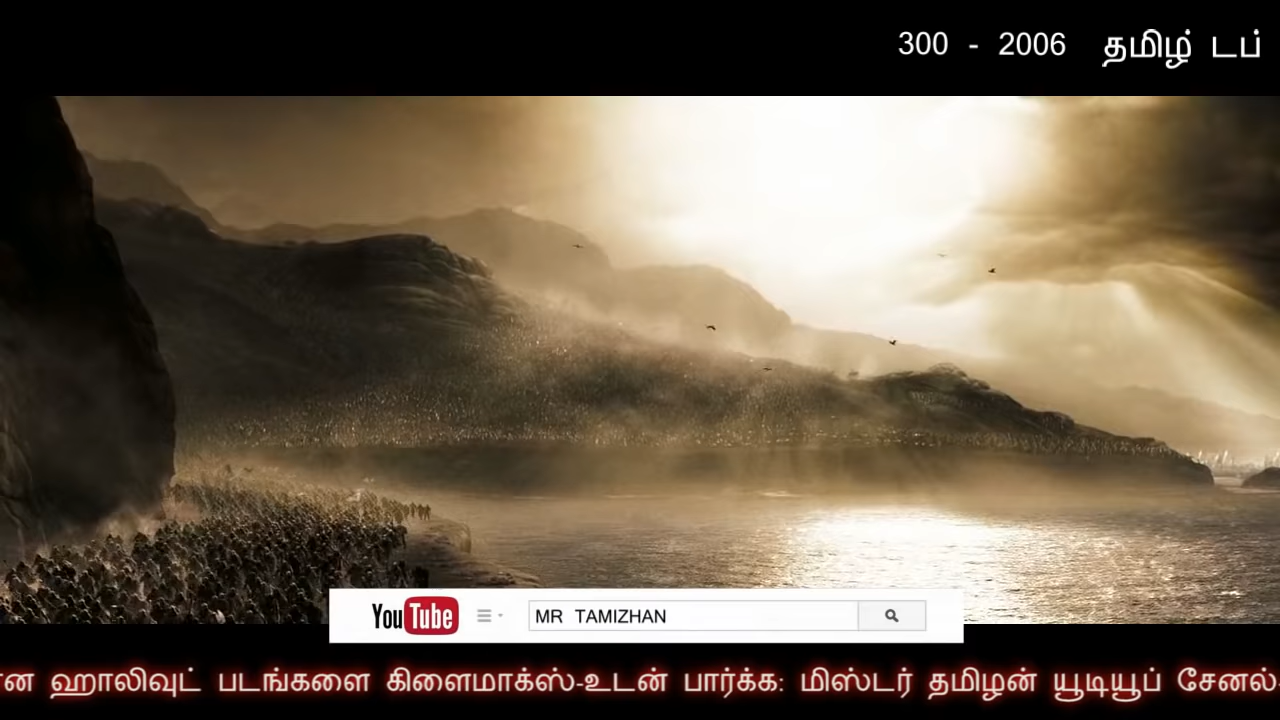 300 - 2006 தமிழ் டப்
YouTube MR TAMIZHAN
ஹாலிவுட் படங்களை கிளைமாக்ஸ்-உடன் பார்க்க: மிஸ்டர் தமிழன் யூடியூப் சேனல்